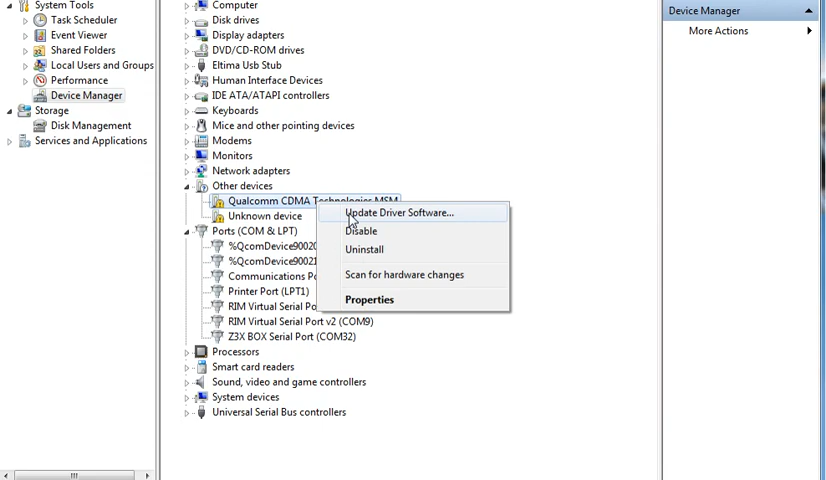 System Tools
Task Scheduler
Event Viewer
Shared Folders
Local Users and Groups
Performance
Device Manager
Storage
Disk Management
Services and Applications
Computer
Disk drives
Display adapters
DVD/CD-ROM drives
Eltima Usb Stub
Human Interface Devices
IDE ATA/ATAPI controllers
Keyboards
Mice and other pointing devices
Modems
Monitors
Network adapters
Other devices
Qualcomm CDMA Technologies MSM
Unknown device
Ports (COM & LPT)
%QcomDevice90020
%QcomDevice90021
Communications Po
Printer Port (LPT1)
RIM Virtual Serial Po
RIM Virtual Serial Port v2 (COM9)
Z3X BOX Serial Port (COM32)
Processors
Smart card readers
Sound, video and game controllers
System devices
Universal Serial Bus controllers
Update Driver Software...
Disable
Uninstall
Scan for hardware changes
Properties
Device Manager
More Actions